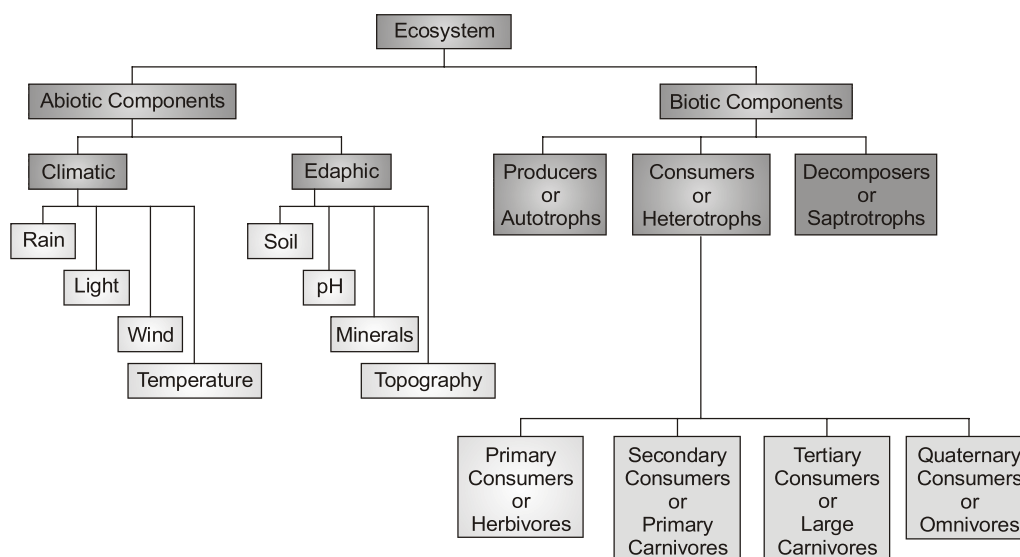 Ecosystem
Abiotic Components
Biotic Components
Climatic
Edaphic
Producers
or
Autotrophs
Consumers
or
Heterotrophs
Decomposers
or
Saptrotrophs
Rain
Light
Wind
Temperature
Soil
pH
Minerals
Topography
Primary
Consumers
or
Herbivores
Secondary
Consumers
or
Primary
Carnivores
Tertiary
Consumers
or
Large
Carnivores
Quaternary
Consumers
or
Omnivores